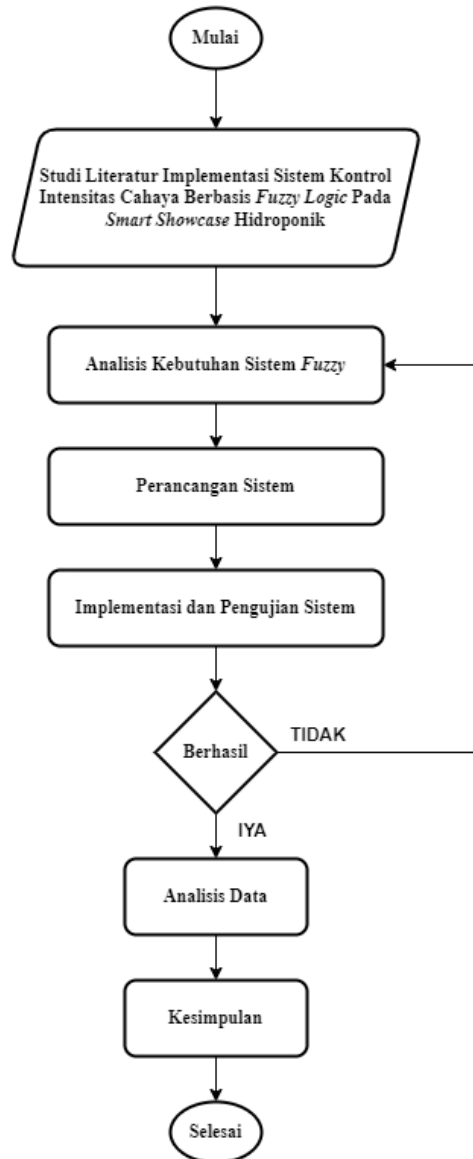 Mulai
Studi Literatur Implementasi Sistem Kontrol
Intensitas Cahaya Berbasis Fuzzy Logic Pada
Smart Showcase Hidroponik
Analisis Kebutuhan Sistem Fuzzy
Perancangan Sistem
Implementasi dan Pengujian Sistem
Berhasil
TIDAK
IYA
Analisis Data
Kesimpulan
Selesai